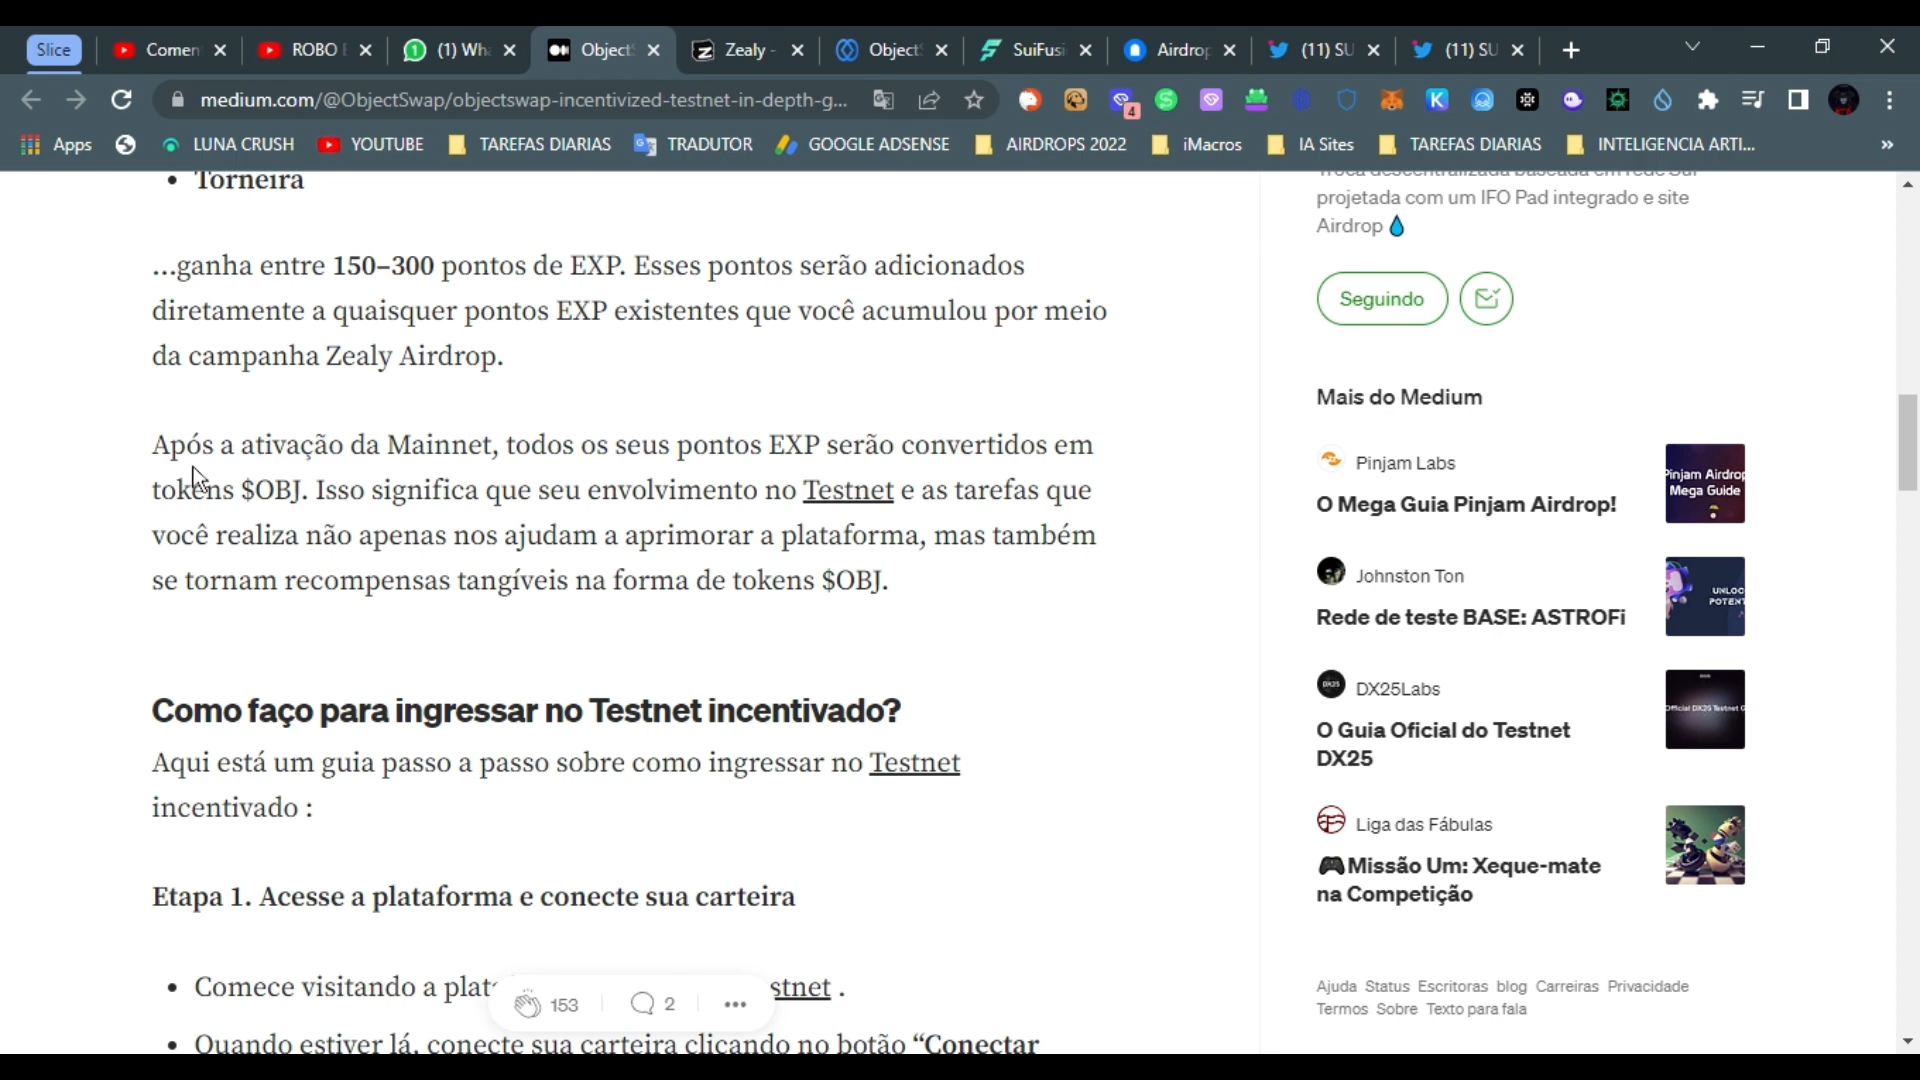 Slice
Comen
ROBO
(1) Wh
Object
Zealy -
Object
SuiFusi
Airdrop
(11) SU
(11) SU
medium.com/@ObjectSwap/objectswap-incentivized-testnet-in-depth-g...
4
Apps
LUNA CRUSH
YOUTUBE
TAREFAS DIARIAS
TRADUTOR
GOOGLE ADSENSE
AIRDROPS 2022
iMacros
IA Sites
TAREFAS DIARIAS
INTELIGENCIA ARTI...
»
• Torneira
...ganha entre 150–300 pontos de EXP. Esses pontos serão adicionados
diretamente a quaisquer pontos EXP existentes que você acumulou por meio
da campanha Zealy Airdrop.
Após a ativação da Mainnet, todos os seus pontos EXP serão convertidos em
tokens $OBJ. Isso significa que seu envolvimento no Testnet e as tarefas que
você realiza não apenas nos ajudam a aprimorar a plataforma, mas também
se tornam recompensas tangíveis na forma de tokens $OBJ.
Como faço para ingressar no Testnet incentivado?
Aqui está um guia passo a passo sobre como ingressar no Testnet
incentivado :
Etapa 1. Acesse a plataforma e conecte sua carteira
• Comece visitando a plat stnet .
153
2
• Quando estiver lá, conecte sua carteira clicando no botão “Conectar
Troca descentralizada baseada em rede Sui
projetada com um IFO Pad integrado e site
Airdrop 💧
Seguindo
Mais do Medium
Pinjam Labs
O Mega Guia Pinjam Airdrop!
Pinjam Airdrop
Mega Guide
Johnston Ton
Rede de teste BASE: ASTROFi
UNLOC
POTENT
DX25Labs
O Guia Oficial do Testnet
DX25
DX25
Official DX25 Testnet G
Liga das Fábulas
🎮Missão Um: Xeque-mate
na Competição
Ajuda Status Escritoras blog Carreiras Privacidade
Termos Sobre Texto para fala